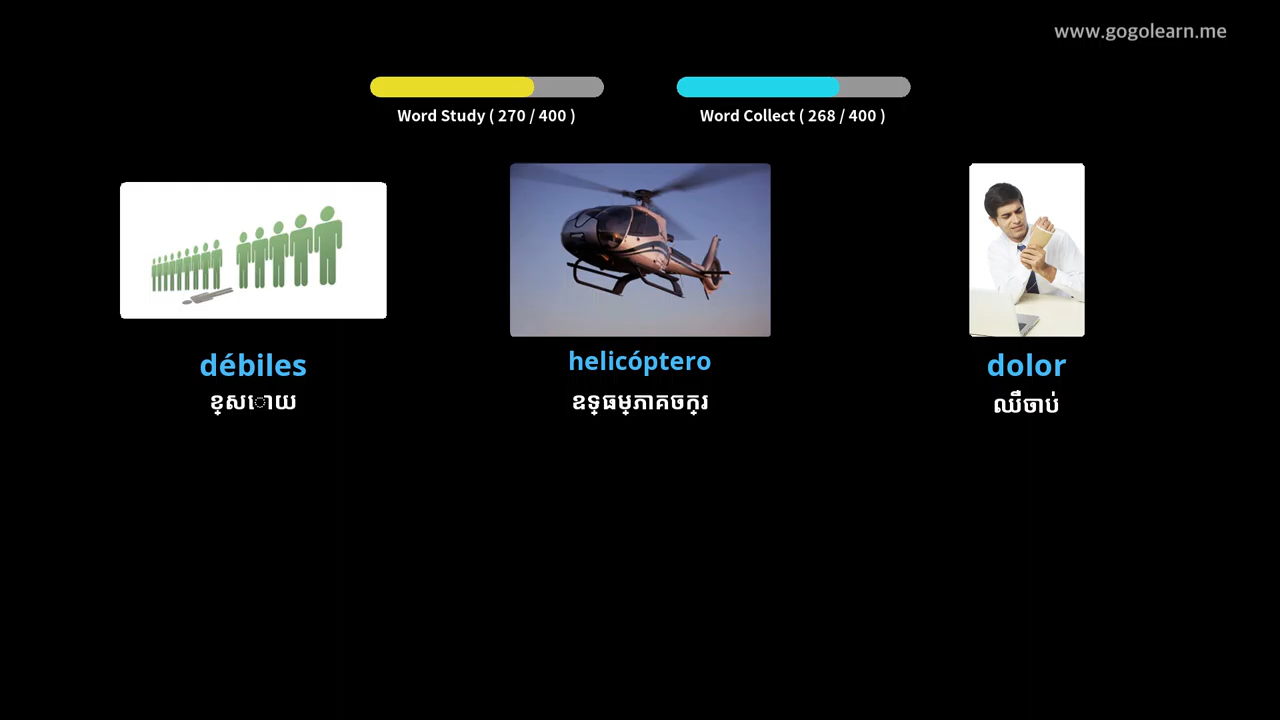 www.gogolearn.me
Word Study ( 270 / 400 )
Word Collect ( 268 / 400 )
débiles
helicóptero
dolor
ខ្សោយ
ឧទ្ធម្ភាគចក្រ
ឈឺចាប់